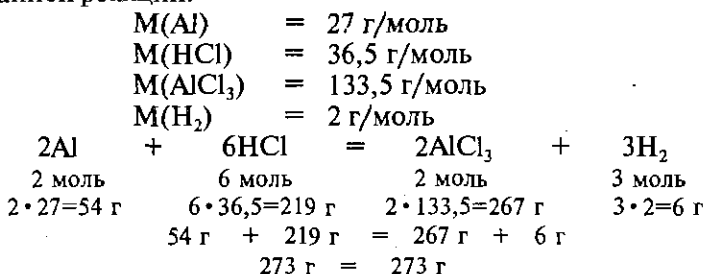 M(Al) = 27 г/моль
M(HCl) = 36,5 г/моль
M(AlCl₃) = 133,5 г/моль
M(H₂) = 2 г/моль
2Al + 6HCl = 2AlCl₃ + 3H₂
2 моль 6 моль 2 моль 3 моль
2 • 27=54 г 6 • 36,5=219 г 2 • 133,5=267 г 3 • 2=6 г
54 г + 219 г = 267 г + 6 г
273 г = 273 г